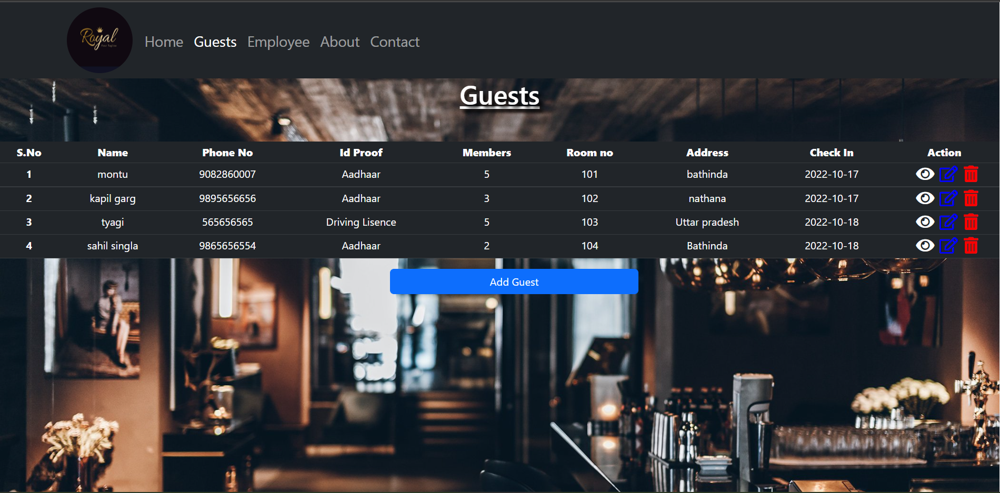 Royal
Your Tagline
Home Guests Employee About Contact
Guests
S.No Name Phone No Id Proof Members Room no Address Check In Action
1 montu 9082860007 Aadhaar 5 101 bathinda 2022-10-17
2 kapil garg 9895656656 Aadhaar 3 102 nathana 2022-10-17
3 tyagi 565656565 Driving Lisence 5 103 Uttar pradesh 2022-10-18
4 sahil singla 9865656554 Aadhaar 2 104 Bathinda 2022-10-18
Add Guest